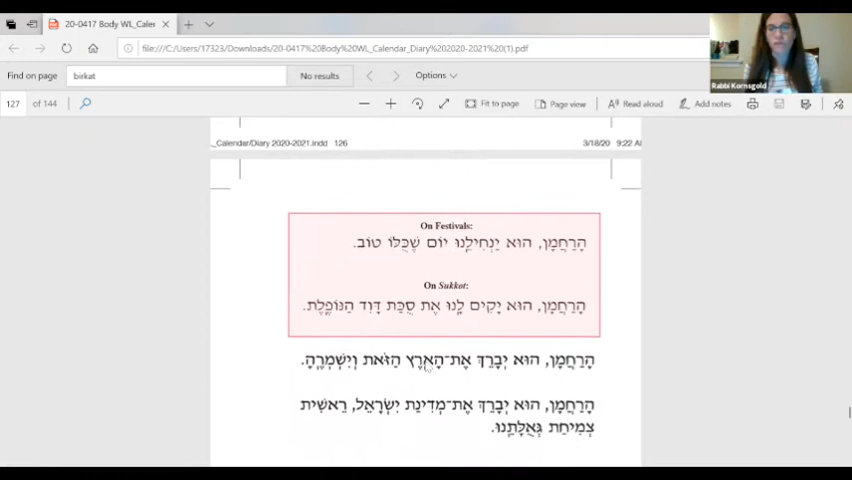 20-0417 Body WL_Calen
file:///C:/Users/17323/Downloads/20-0417%20Body%20WL_Calendar_Diary%202020-2021%20(1).pdf
Find on page
birkat
No results
Options
127
of 144
Fit to page
Page view
Read aloud
Add notes
Rabbi Kornsgold
_Calendar/Diary 2020-2021.indd 126
3/18/20 9:22 A
On Festivals:
הָרַחֲמָן, הוּא יַנְחִילֵֽנוּ יוֹם שֶׁכֻּלּוֹ טוֹב.
On Sukkot:
הָרַחֲמָן, הוּא יָקִים לָֽנוּ אֶת סֻכַּת דָּוִד הַנּוֹפֶֽלֶת.
הָרַחֲמָן, הוּא יְבָרֵךְ אֶת־הָאָֽרֶץ הַזֹּאת וְיִשְׁמְרֶֽהָ.
הָרַחֲמָן, הוּא יְבָרֵךְ אֶת־מְדִינַת יִשְׂרָאֵל, רֵאשִׁית
צְמִיחַת גְּאֻלָּתֵֽנוּ.